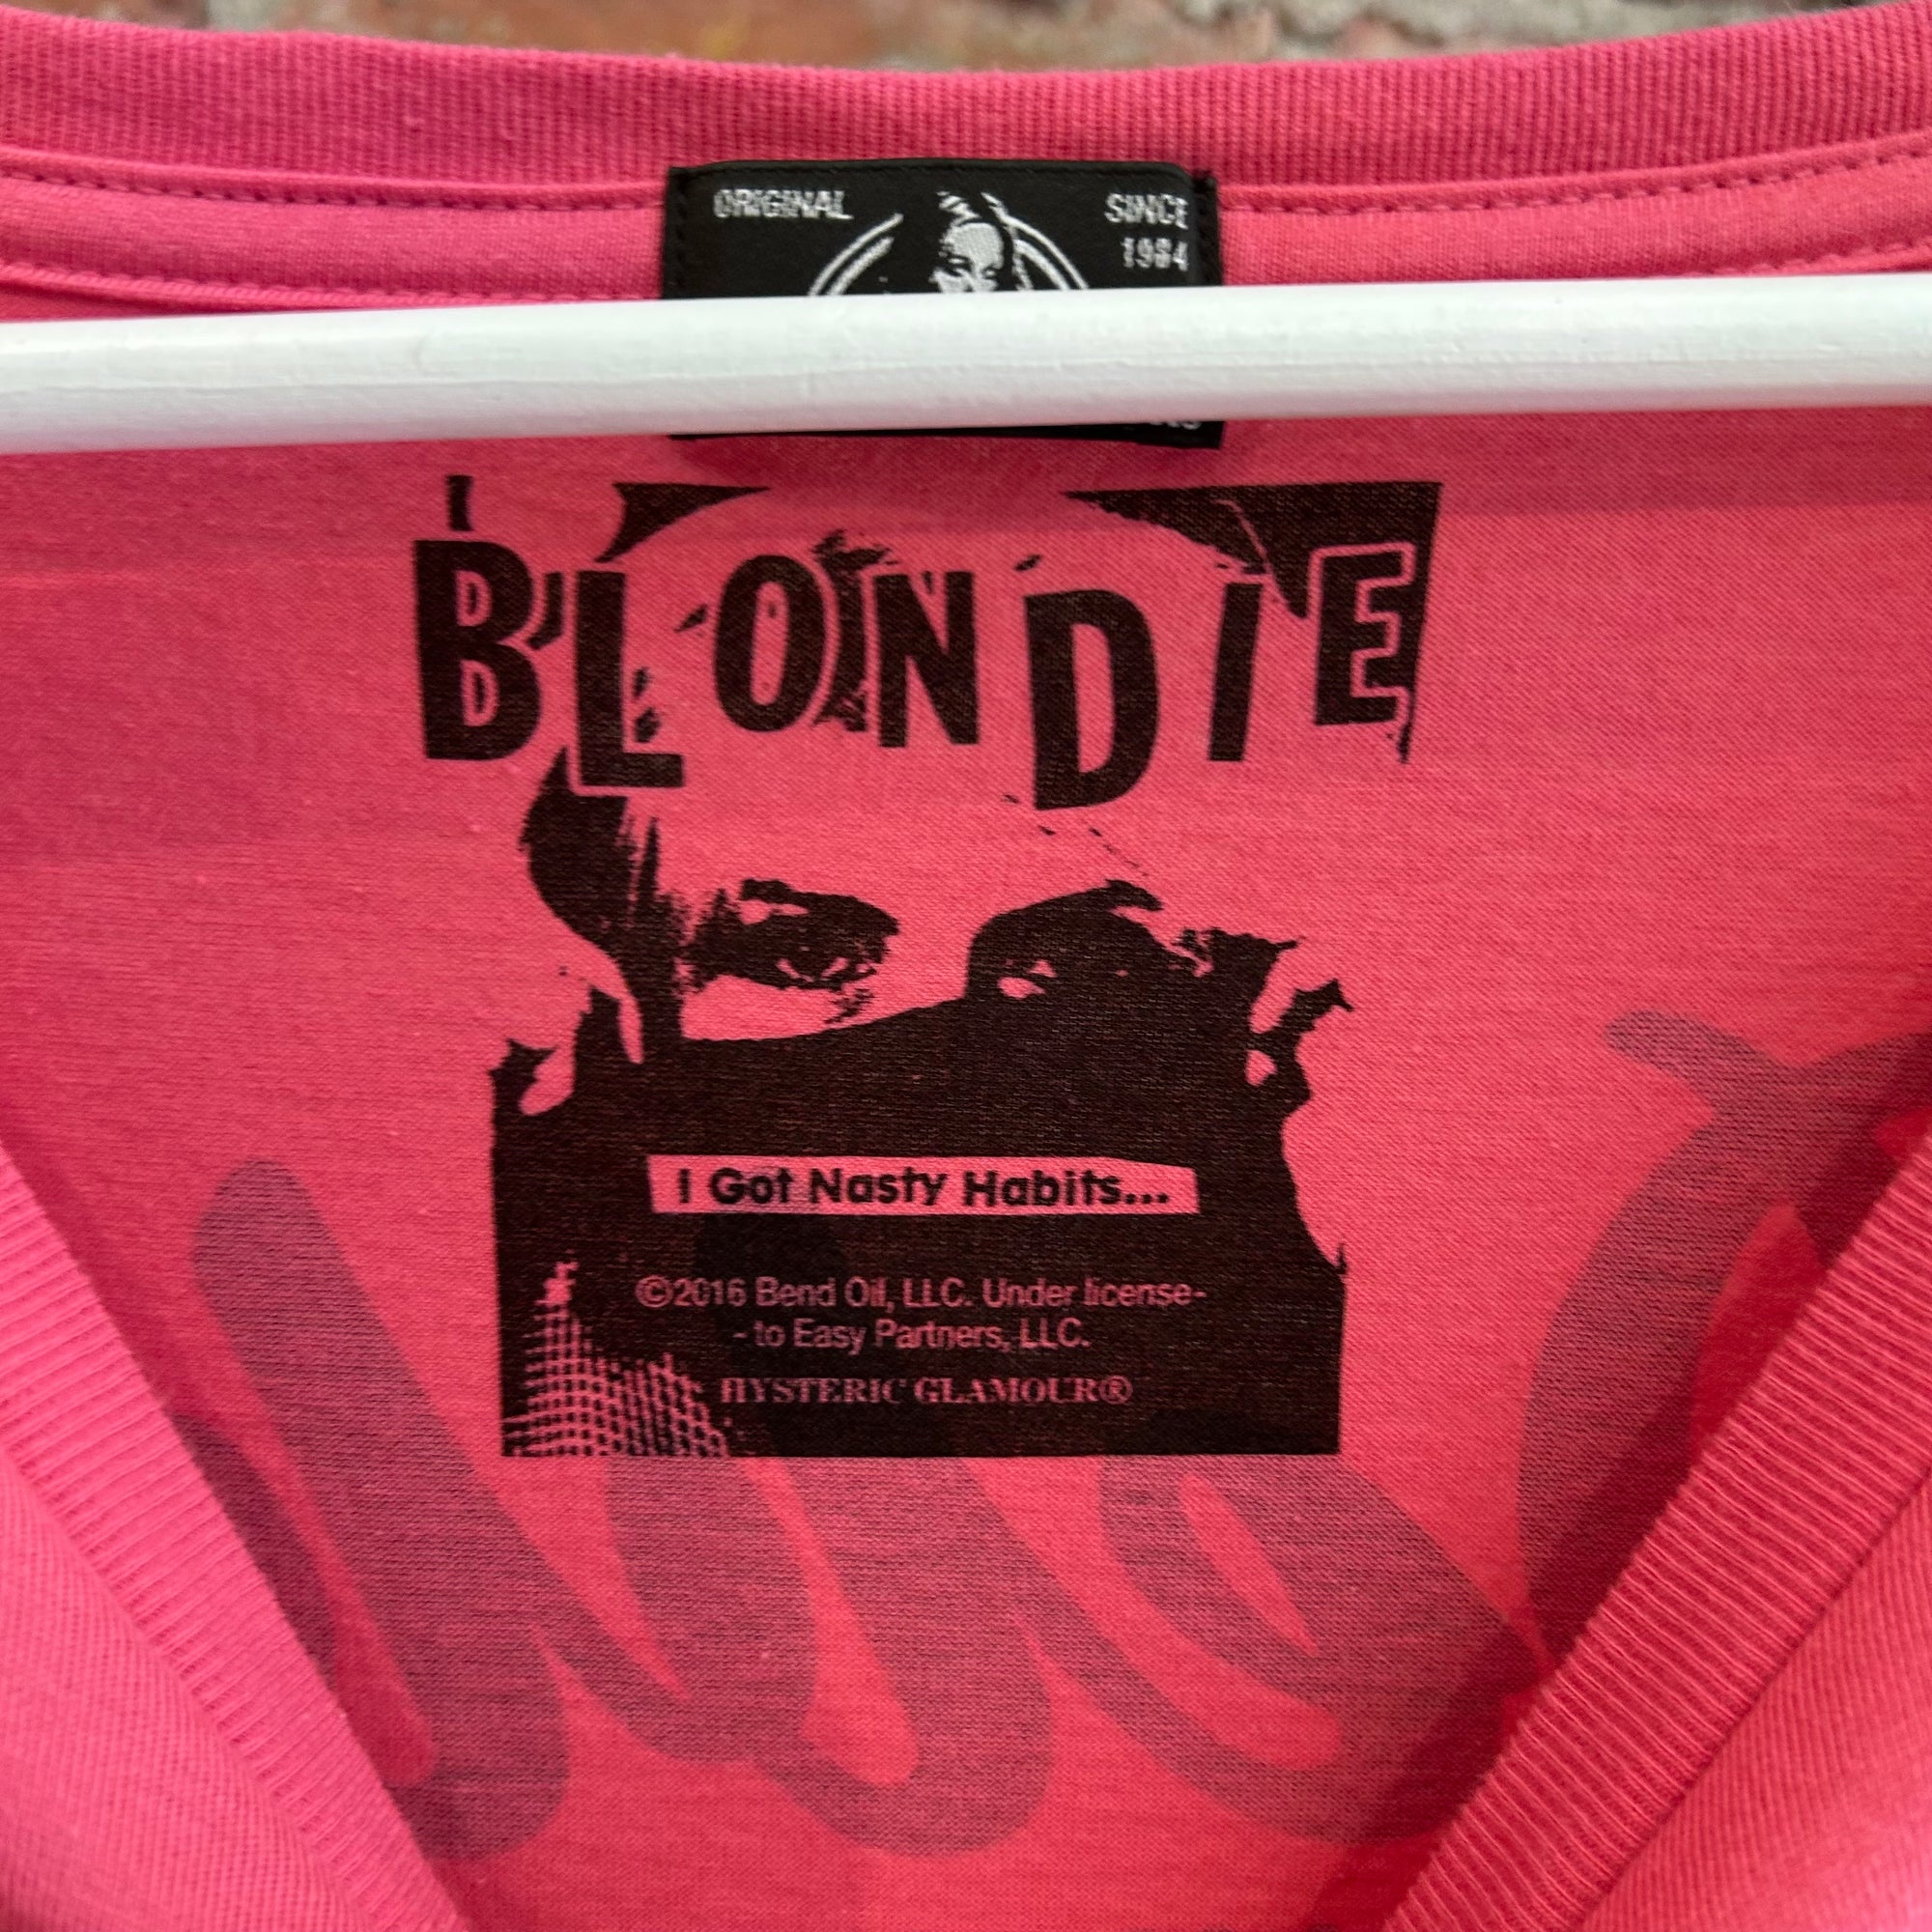 ORIGINAL
SINCE
1984
BLONDIE
I Got Nasty Habits...
©2016 Bend Oil, LLC. Under license-
- to Easy Partners, LLC.
HYSTERIC GLAMOUR®